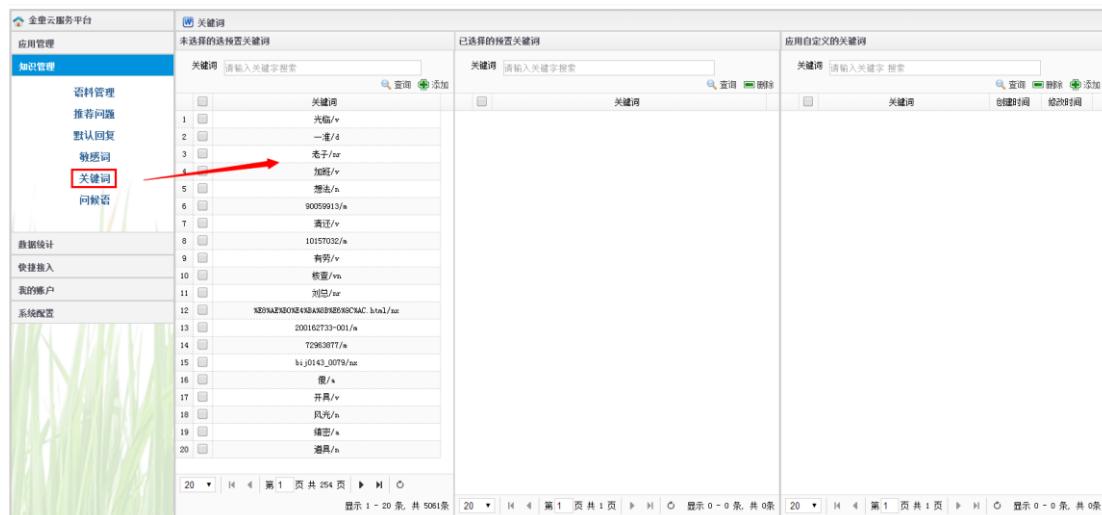 金童云服务平台
应用管理
知识管理
语料管理
推荐问题
默认回复
敏感词
关键词
问候语
数据统计
快捷接入
我的账户
系统配置
关键词
未选择的选预置关键词
关键词 请输入关键字搜索
查询 添加
关键词
1 光临/v
2 一准/d
3 老子/nr
4 加班/v
5 想法/n
6 90059913/m
7 清还/v
8 10157032/m
9 有劳/v
10 核查/vn
11 刘总/nr
12
13 200162733-001/m
14 72963877/m
15 bij0143_0079/nx
16 傻/a
17 开具/v
18 风光/n
19 缜密/a
20 道具/n
20 第 1 页 共 254 页
显示 1 - 20 条, 共 5061条
已选择的预置关键词
关键词 请输入关键字搜索
查询 删除
关键词
20 第 1 页 共 1 页 显示 0 - 0 条, 共 0条
应用自定义的关键词
关键词 请输入关键字 搜索
查询 删除 添加
关键词 创建时间 修改时间
20 第 1 页 共 1 页 显示 0 - 0 条, 共 0条